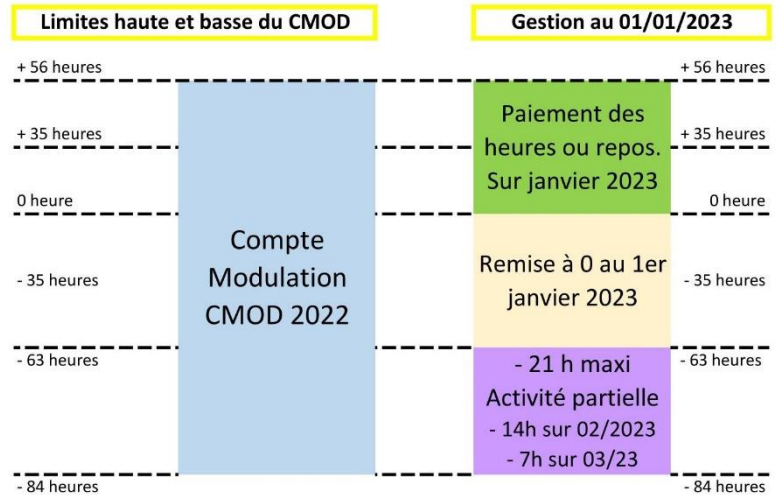 Limites haute et basse du CMOD
Gestion au 01/01/2023
+ 56 heures
+ 56 heures
+ 35 heures
+ 35 heures
0 heure
0 heure
- 35 heures
- 35 heures
- 63 heures
- 63 heures
- 84 heures
- 84 heures
Compte
Modulation
CMOD 2022
Paiement des
heures ou repos.
Sur janvier 2023
Remise à 0 au 1er
janvier 2023
- 21 h maxi
Activité partielle
- 14h sur 02/2023
- 7h sur 03/23